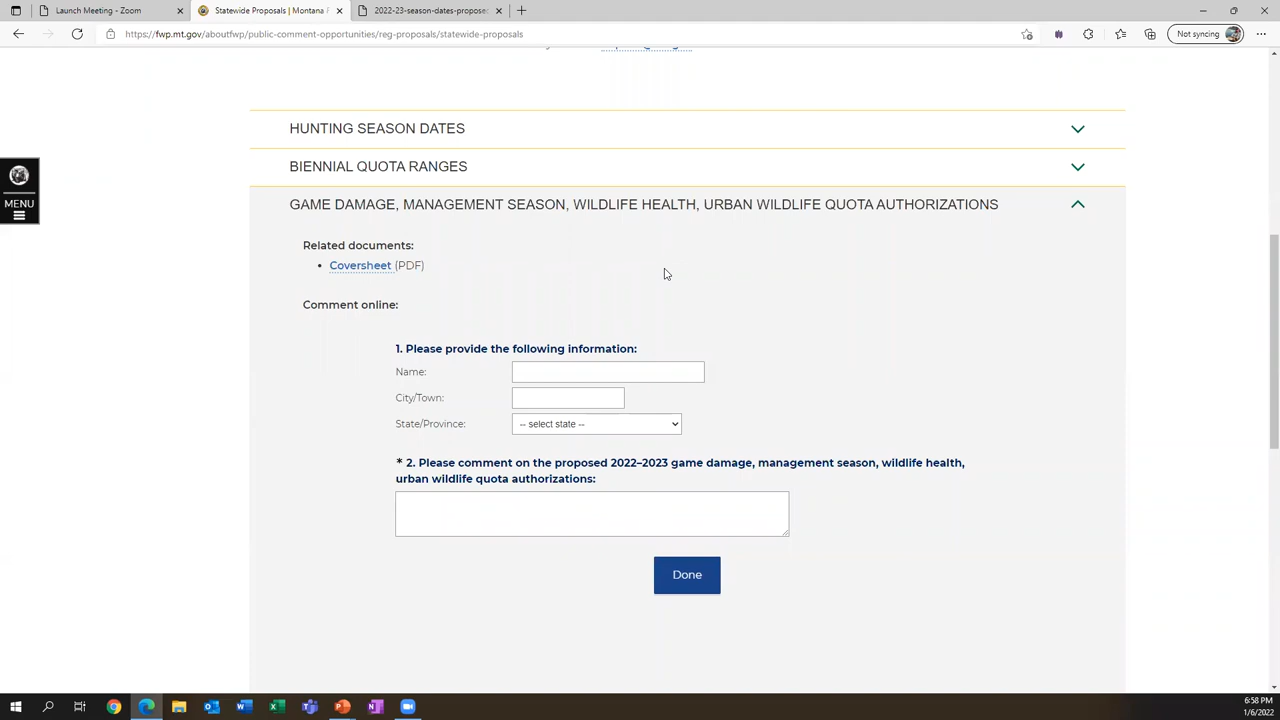 Launch Meeting - Zoom
Statewide Proposals | Montana F
2022-23-season-dates-propose
https://fwp.mt.gov/aboutfwp/public-comment-opportunities/reg-proposals/statewide-proposals
Not syncing
MENU
HUNTING SEASON DATES
BIENNIAL QUOTA RANGES
GAME DAMAGE, MANAGEMENT SEASON, WILDLIFE HEALTH, URBAN WILDLIFE QUOTA AUTHORIZATIONS
Related documents:
• Coversheet (PDF)
Comment online:
1. Please provide the following information:
Name:
City/Town:
State/Province: -- select state --
* 2. Please comment on the proposed 2022–2023 game damage, management season, wildlife health,
urban wildlife quota authorizations:
Done
6:58 PM
1/6/2022